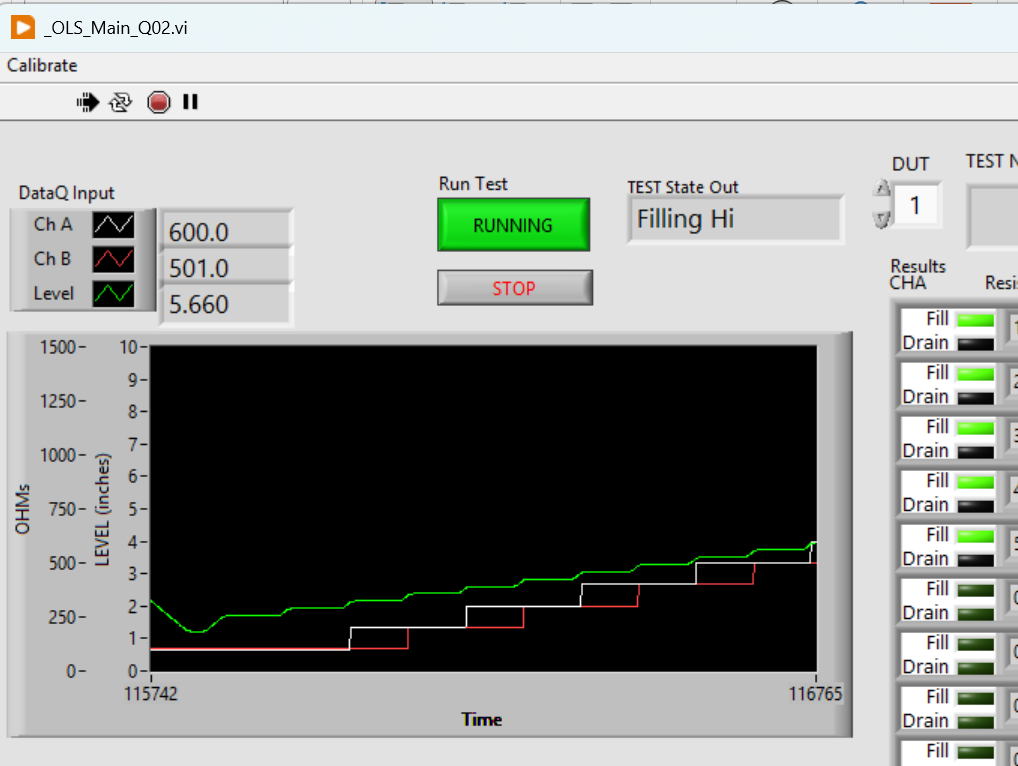 _OLS_Main_Q02.vi
Calibrate
DataQ Input
Ch A
600.0
Ch B
501.0
Level
5.660
Run Test
RUNNING
STOP
TEST State Out
Filling Hi
DUT
1
TEST
Results
CHA
Fill
Drain
Fill
Drain
Fill
Drain
Fill
Drain
Fill
Drain
Fill
Drain
Fill
Drain
Fill
Drain
Fill
1500
1250
1000
750
500
250
0
OHMs
10
9
8
7
6
5
4
3
2
1
0
LEVEL (inches)
115742
116765
Time